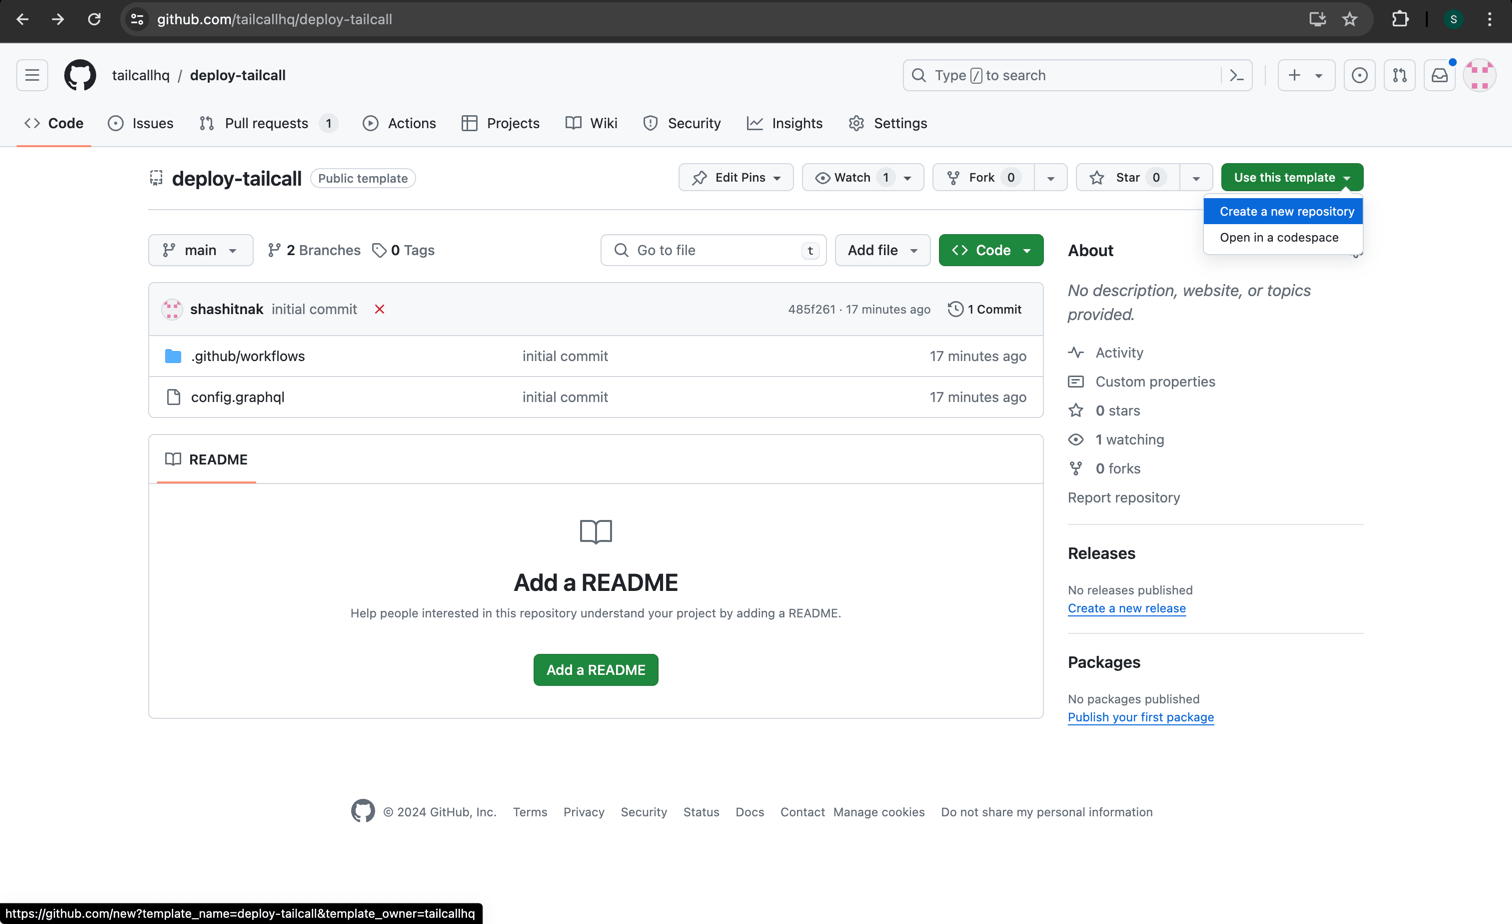 github.com/tailcallhq/deploy-tailcall
S
tailcallhq / deploy-tailcall
Type / to search
Code Issues Pull requests 1 Actions Projects Wiki Security Insights Settings
deploy-tailcall Public template
Edit Pins Watch 1 Fork 0 Star 0 Use this template
Create a new repository
Open in a codespace
main 2 Branches 0 Tags Go to file t Add file Code
shashitnak initial commit 485f261 · 17 minutes ago 1 Commit
.github/workflows initial commit 17 minutes ago
config.graphql initial commit 17 minutes ago
README
Add a README
Help people interested in this repository understand your project by adding a README.
Add a README
About
No description, website, or topics
provided.
Activity
Custom properties
0 stars
1 watching
0 forks
Report repository
Releases
No releases published
Create a new release
Packages
No packages published
Publish your first package
© 2024 GitHub, Inc. Terms Privacy Security Status Docs Contact Manage cookies Do not share my personal information
https://github.com/new?template_name=deploy-tailcall&template_owner=tailcallhq